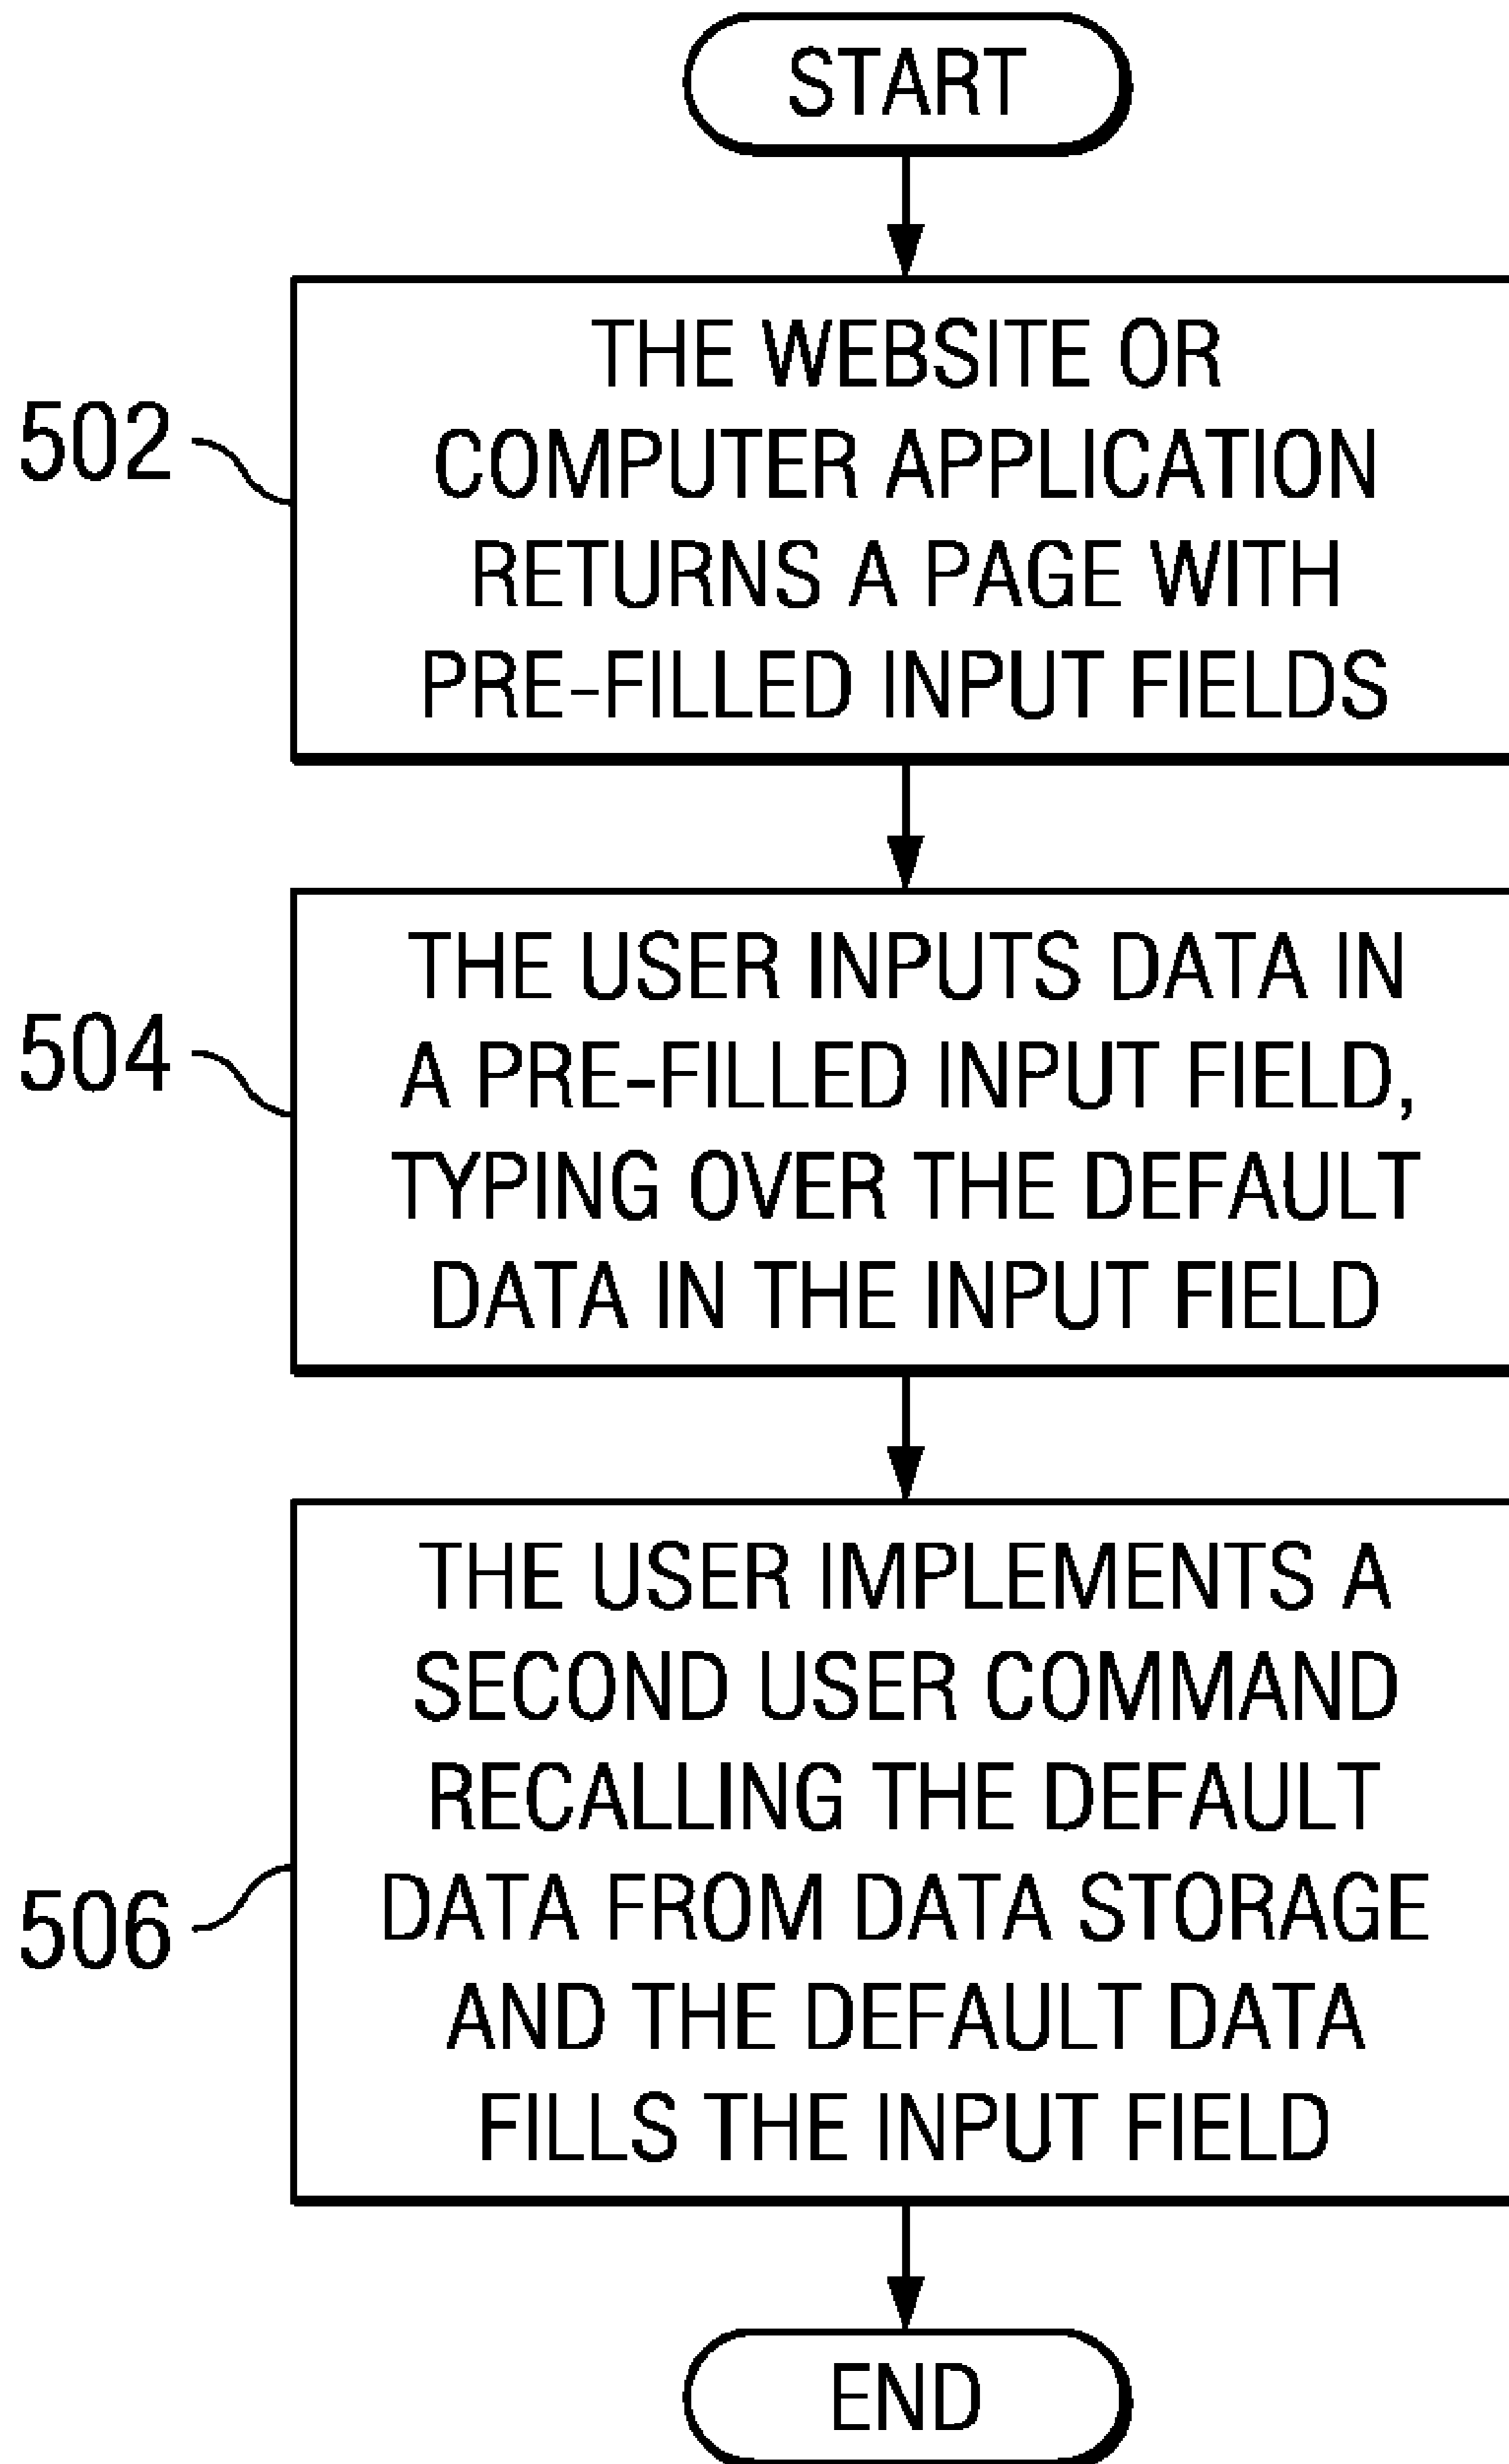 START
502
THE WEBSITE OR
COMPUTER APPLICATION
RETURNS A PAGE WITH
PRE-FILLED INPUT FIELDS
504
THE USER INPUTS DATA IN
A PRE-FILLED INPUT FIELD,
TYPING OVER THE DEFAULT
DATA IN THE INPUT FIELD
506
THE USER IMPLEMENTS A
SECOND USER COMMAND
RECALLING THE DEFAULT
DATA FROM DATA STORAGE
AND THE DEFAULT DATA
FILLS THE INPUT FIELD
END